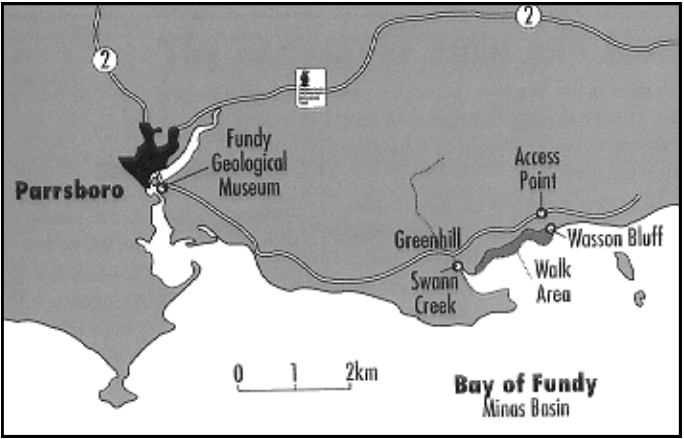 2
2
Fundy
Geological
Museum
Parrsboro
Access
Point
Greenhill
Wasson Bluff
Swann
Creek
Walk
Area
0 1 2km
Bay of Fundy
Minas Basin